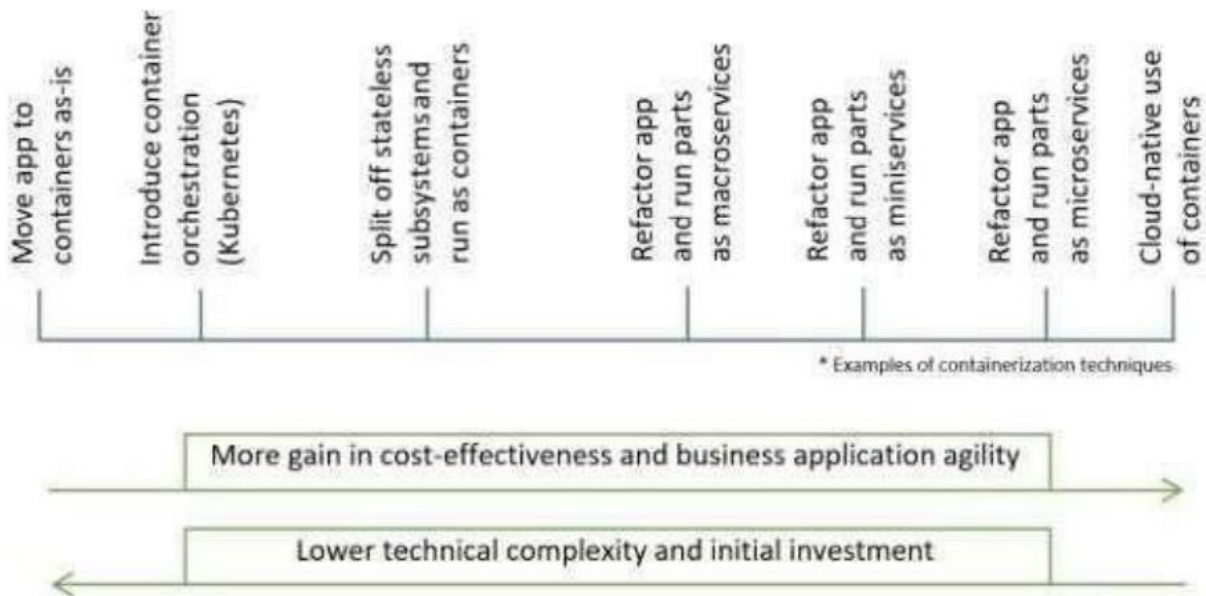 Move app to
containers as-is
Introduce container
orchestration
(Kubernetes)
Split off stateless
subsystems and
run as containers
Refactor app
and run parts
as macroservices
Refactor app
and run parts
as miniservices
Refactor app
and run parts
as microservices
Cloud-native use
of containers
* Examples of containerization techniques
More gain in cost-effectiveness and business application agility
Lower technical complexity and initial investment